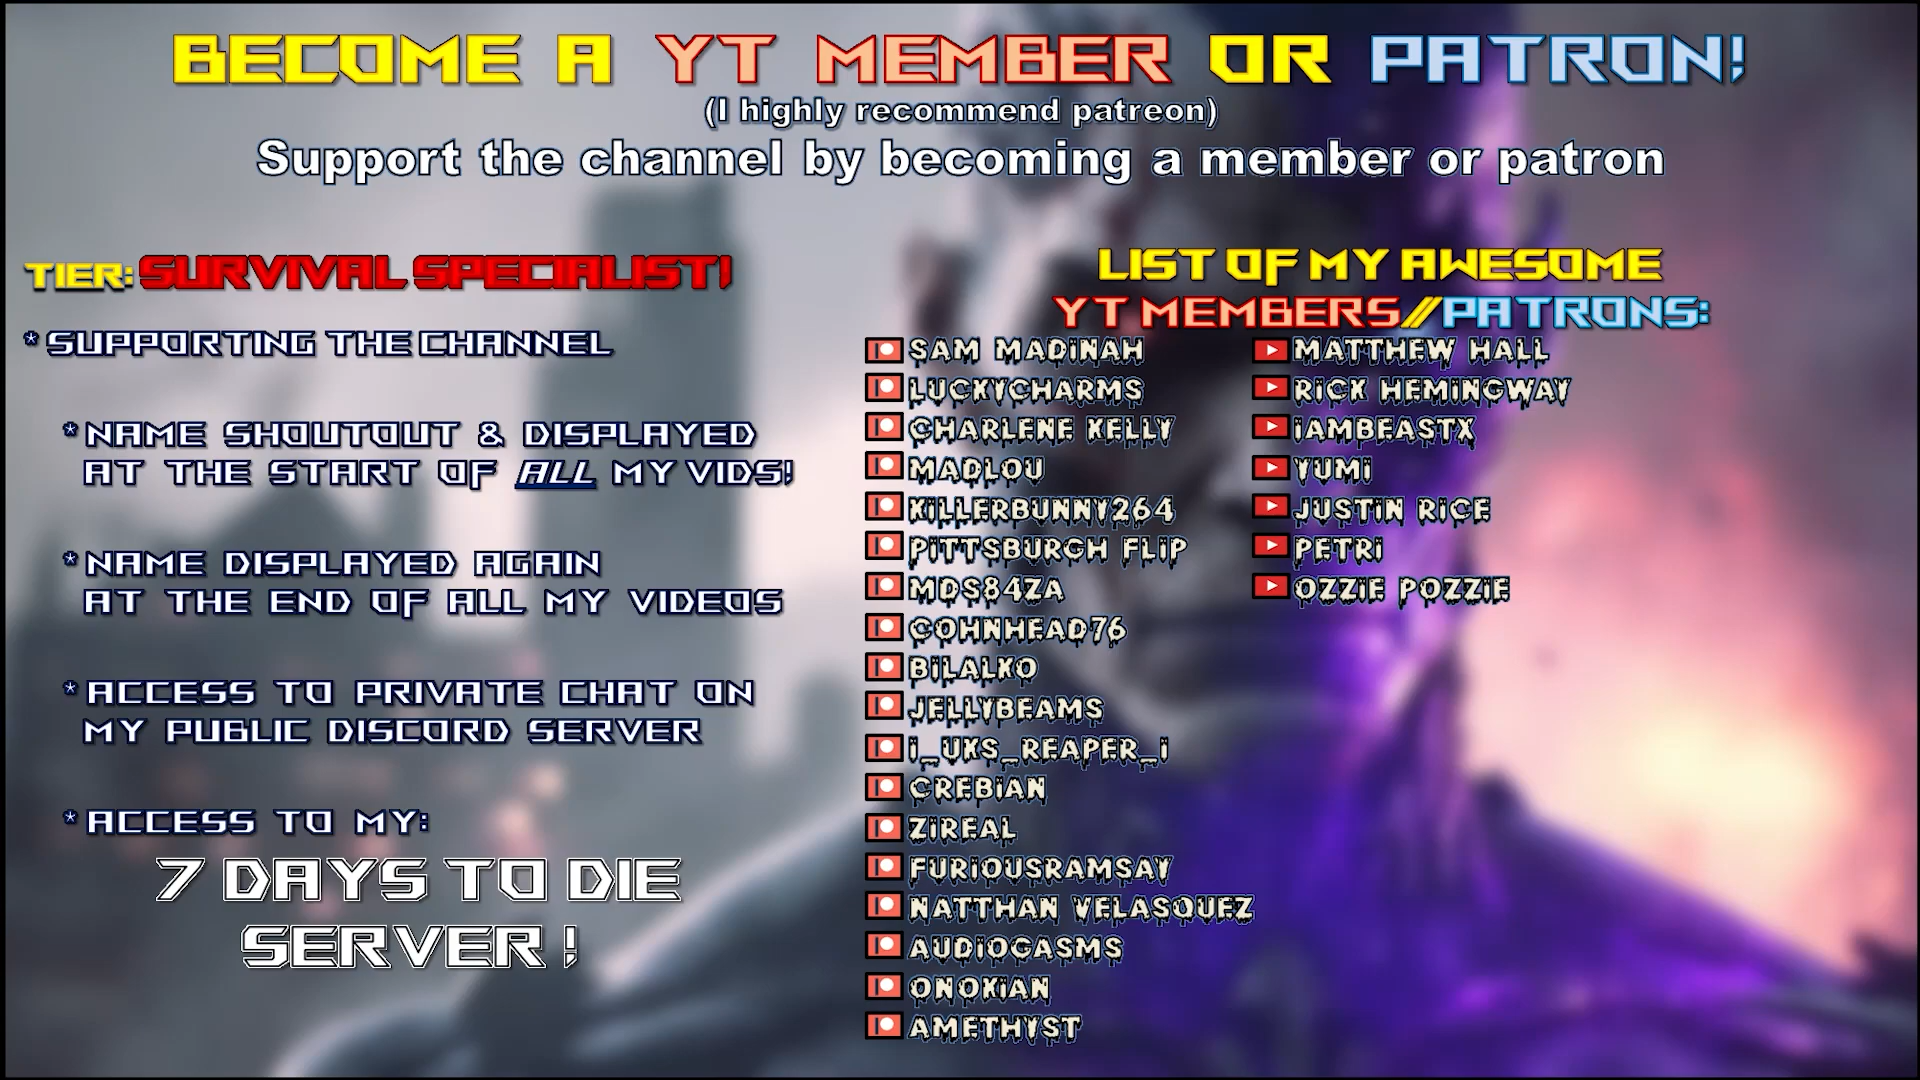 BECOME A YT MEMBER OR PATRON!
(I highly recommend patreon)
Support the channel by becoming a member or patron
TIER: SURVIVAL SPECIALIST!
* SUPPORTING THE CHANNEL
* NAME SHOUTOUT & DISPLAYED
AT THE START OF ALL MY VIDS!
* NAME DISPLAYED AGAIN
AT THE END OF ALL MY VIDEOS
* ACCESS TO PRIVATE CHAT ON
MY PUBLIC DISCORD SERVER
* ACCESS TO MY:
7 DAYS TO DIE
SERVER !
LIST OF MY AWESOME
YT MEMBERS//PATRONS:
SAM MADINAH
LUCKYCHARMS
CHARLENE KELLY
MADLOU
KILLERBUNNY264
PITTSBURGH FLIP
MDS84ZA
COHNHEAD76
BILALKO
JELLYBEAMS
I_UKS_REAPER_I
CREBIAN
ZIREAL
FURIOUSRAMSAY
NATTHAN VELASQUEZ
AUDIOGASMS
ONOKIAN
AMETHYST
MATTHEW HALL
RICK HEMINGWAY
IAMBEASTX
YUMI
JUSTIN RICE
PETRI
OZZIE POZZIE